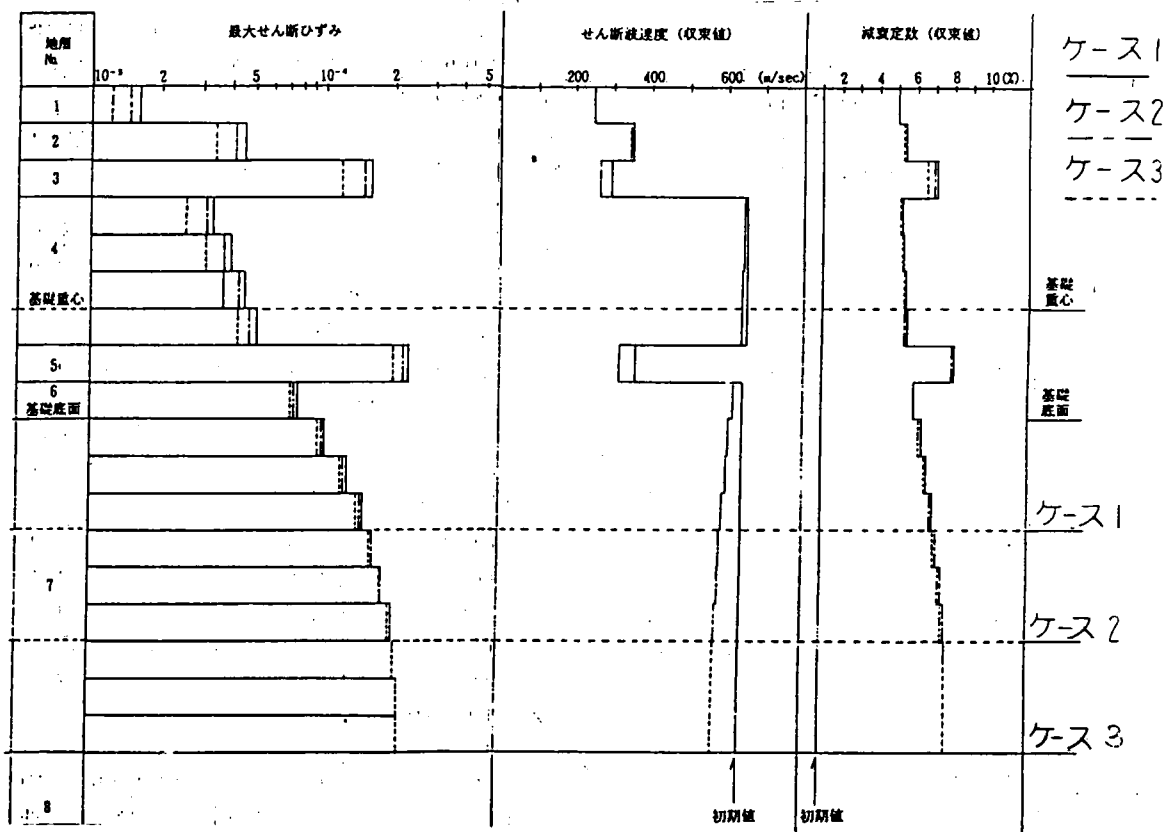 地層 最大せん断ひずみ せん断波速度 (収束値) 減衰定数 (収束値)
No.
10⁻⁵ 2 5 10⁻⁴ 2 5 200 400 600 (m/sec) 2 4 6 8 10(%)
ケース1
ケース2
ケース3
1
2
3
4
基礎重心
基礎
重心
5
6
基礎底面
基礎
底面
ケース1
7
ケース2
ケース3
8
初期値 初期値